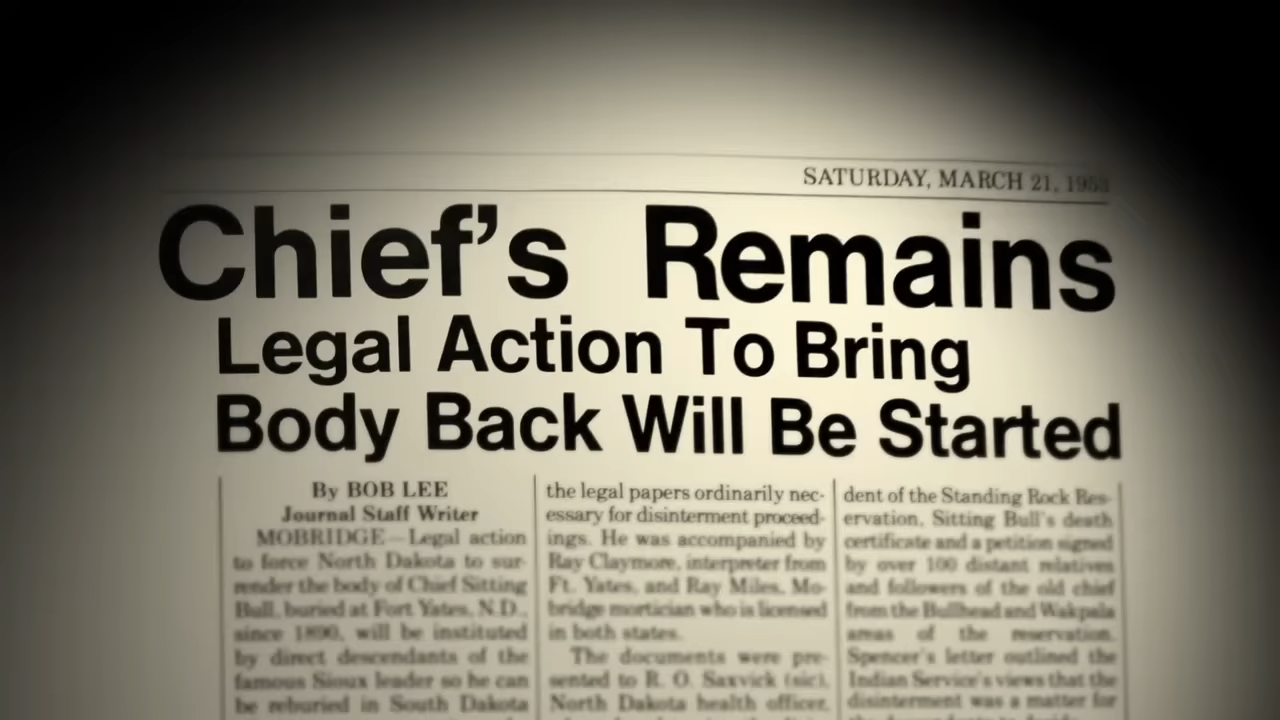 SATURDAY, MARCH 21, 1953
Chief's Remains
Legal Action To Bring
Body Back Will Be Started
By BOB LEE
Journal Staff Writer
MOBRIDGE—Legal action
to force North Dakota to sur-
render the body of Chief Sitting
Bull, buried at Fort Yates, N.D.,
since 1890, will be instituted
by direct descendants of the
famous Sioux leader so he can
be reburied in South Dakota
the legal papers ordinarily nec-
essary for disinterment proceed-
ings. He was accompanied by
Ray Claymore, interpreter from
Ft. Yates, and Ray Miles, Mo-
bridge mortician who is licensed
in both states.
The documents were pre-
sented to R. O. Saxvick (sic),
North Dakota health officer,
dent of the Standing Rock Res-
ervation, Sitting Bull's death
certificate and a petition signed
by over 100 distant relatives
and followers of the old chief
from the Bullhead and Wakpala
areas of the reservation.
Spencer's letter outlined the
Indian Service's views that the
disinterment was a matter for